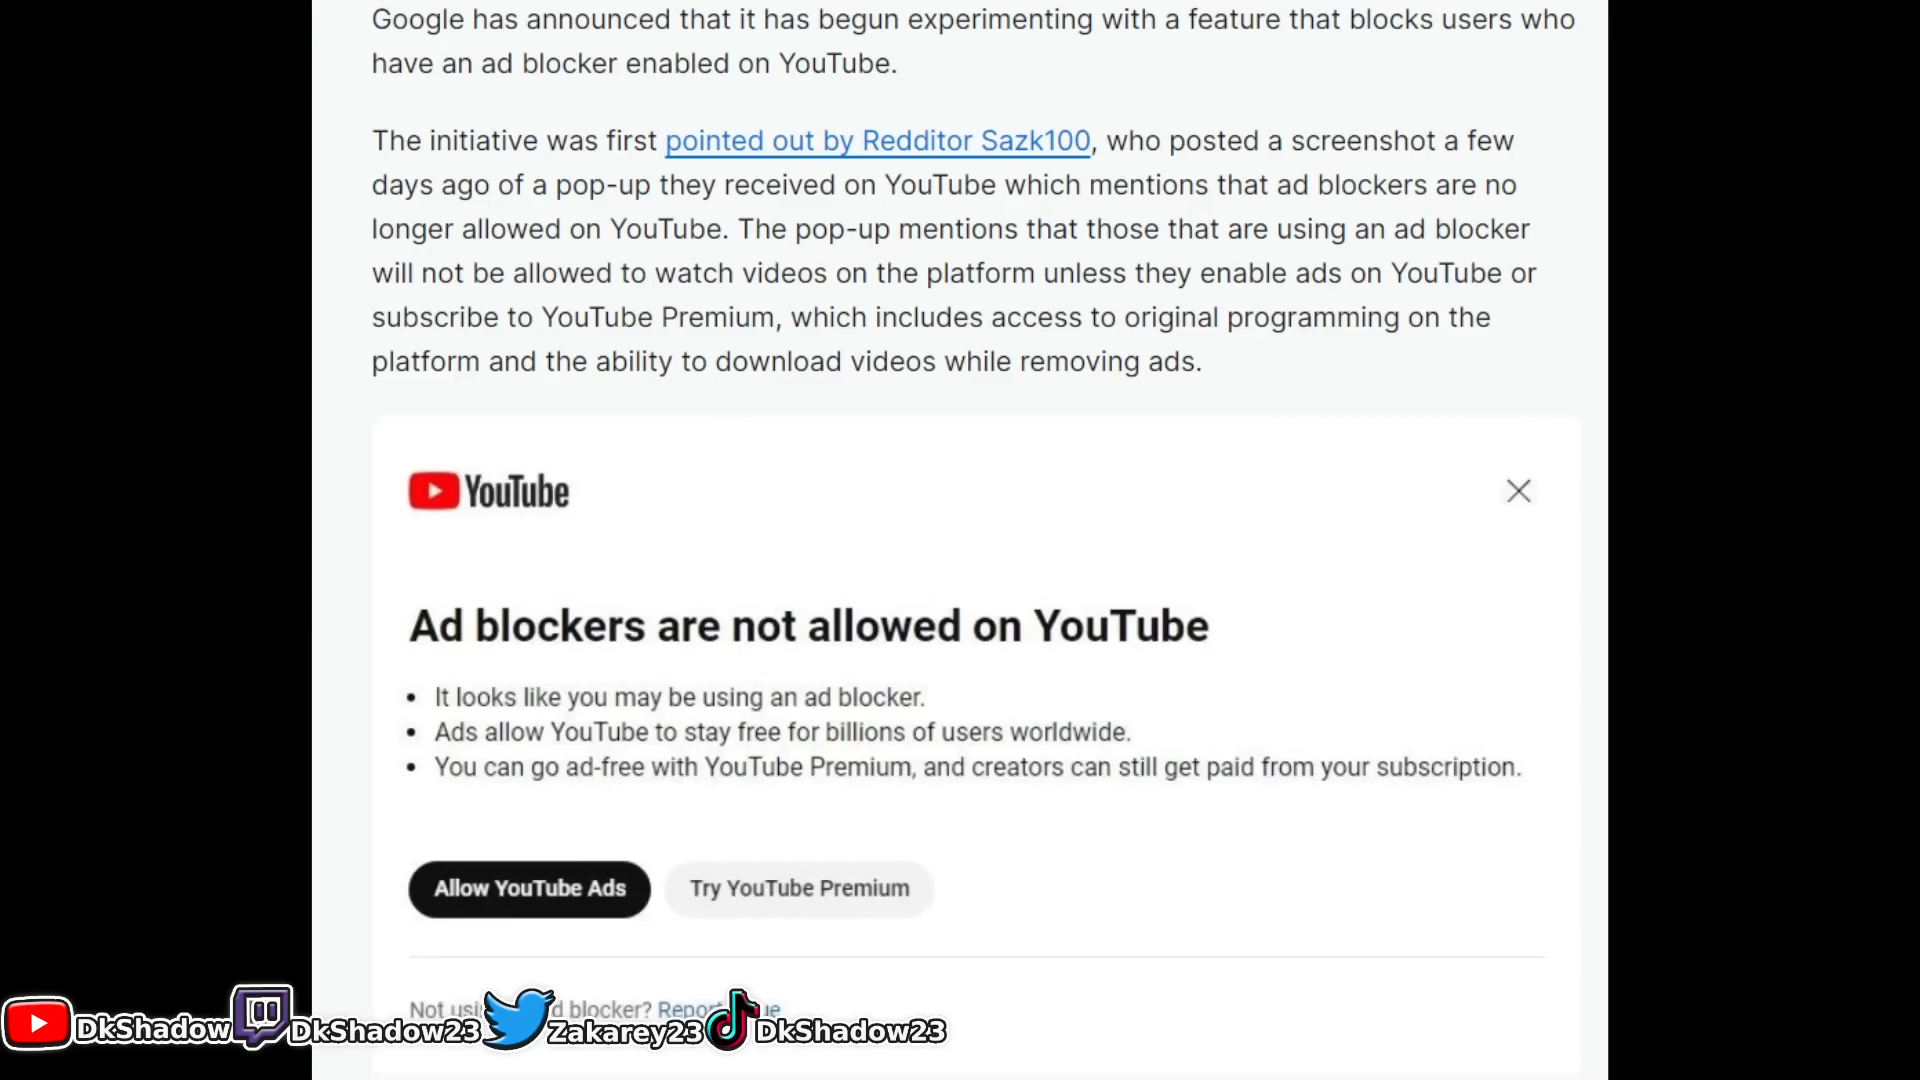 Google has announced that it has begun experimenting with a feature that blocks users who
have an ad blocker enabled on YouTube.
The initiative was first pointed out by Redditor Sazk100, who posted a screenshot a few
days ago of a pop-up they received on YouTube which mentions that ad blockers are no
longer allowed on YouTube. The pop-up mentions that those that are using an ad blocker
will not be allowed to watch videos on the platform unless they enable ads on YouTube or
subscribe to YouTube Premium, which includes access to original programming on the
platform and the ability to download videos while removing ads.
YouTube
Ad blockers are not allowed on YouTube
• It looks like you may be using an ad blocker.
• Ads allow YouTube to stay free for billions of users worldwide.
• You can go ad-free with YouTube Premium, and creators can still get paid from your subscription.
Allow YouTube Ads Try YouTube Premium
Not blocker? Report
DkShadow DkShadow23 Zakarey23 DkShadow23